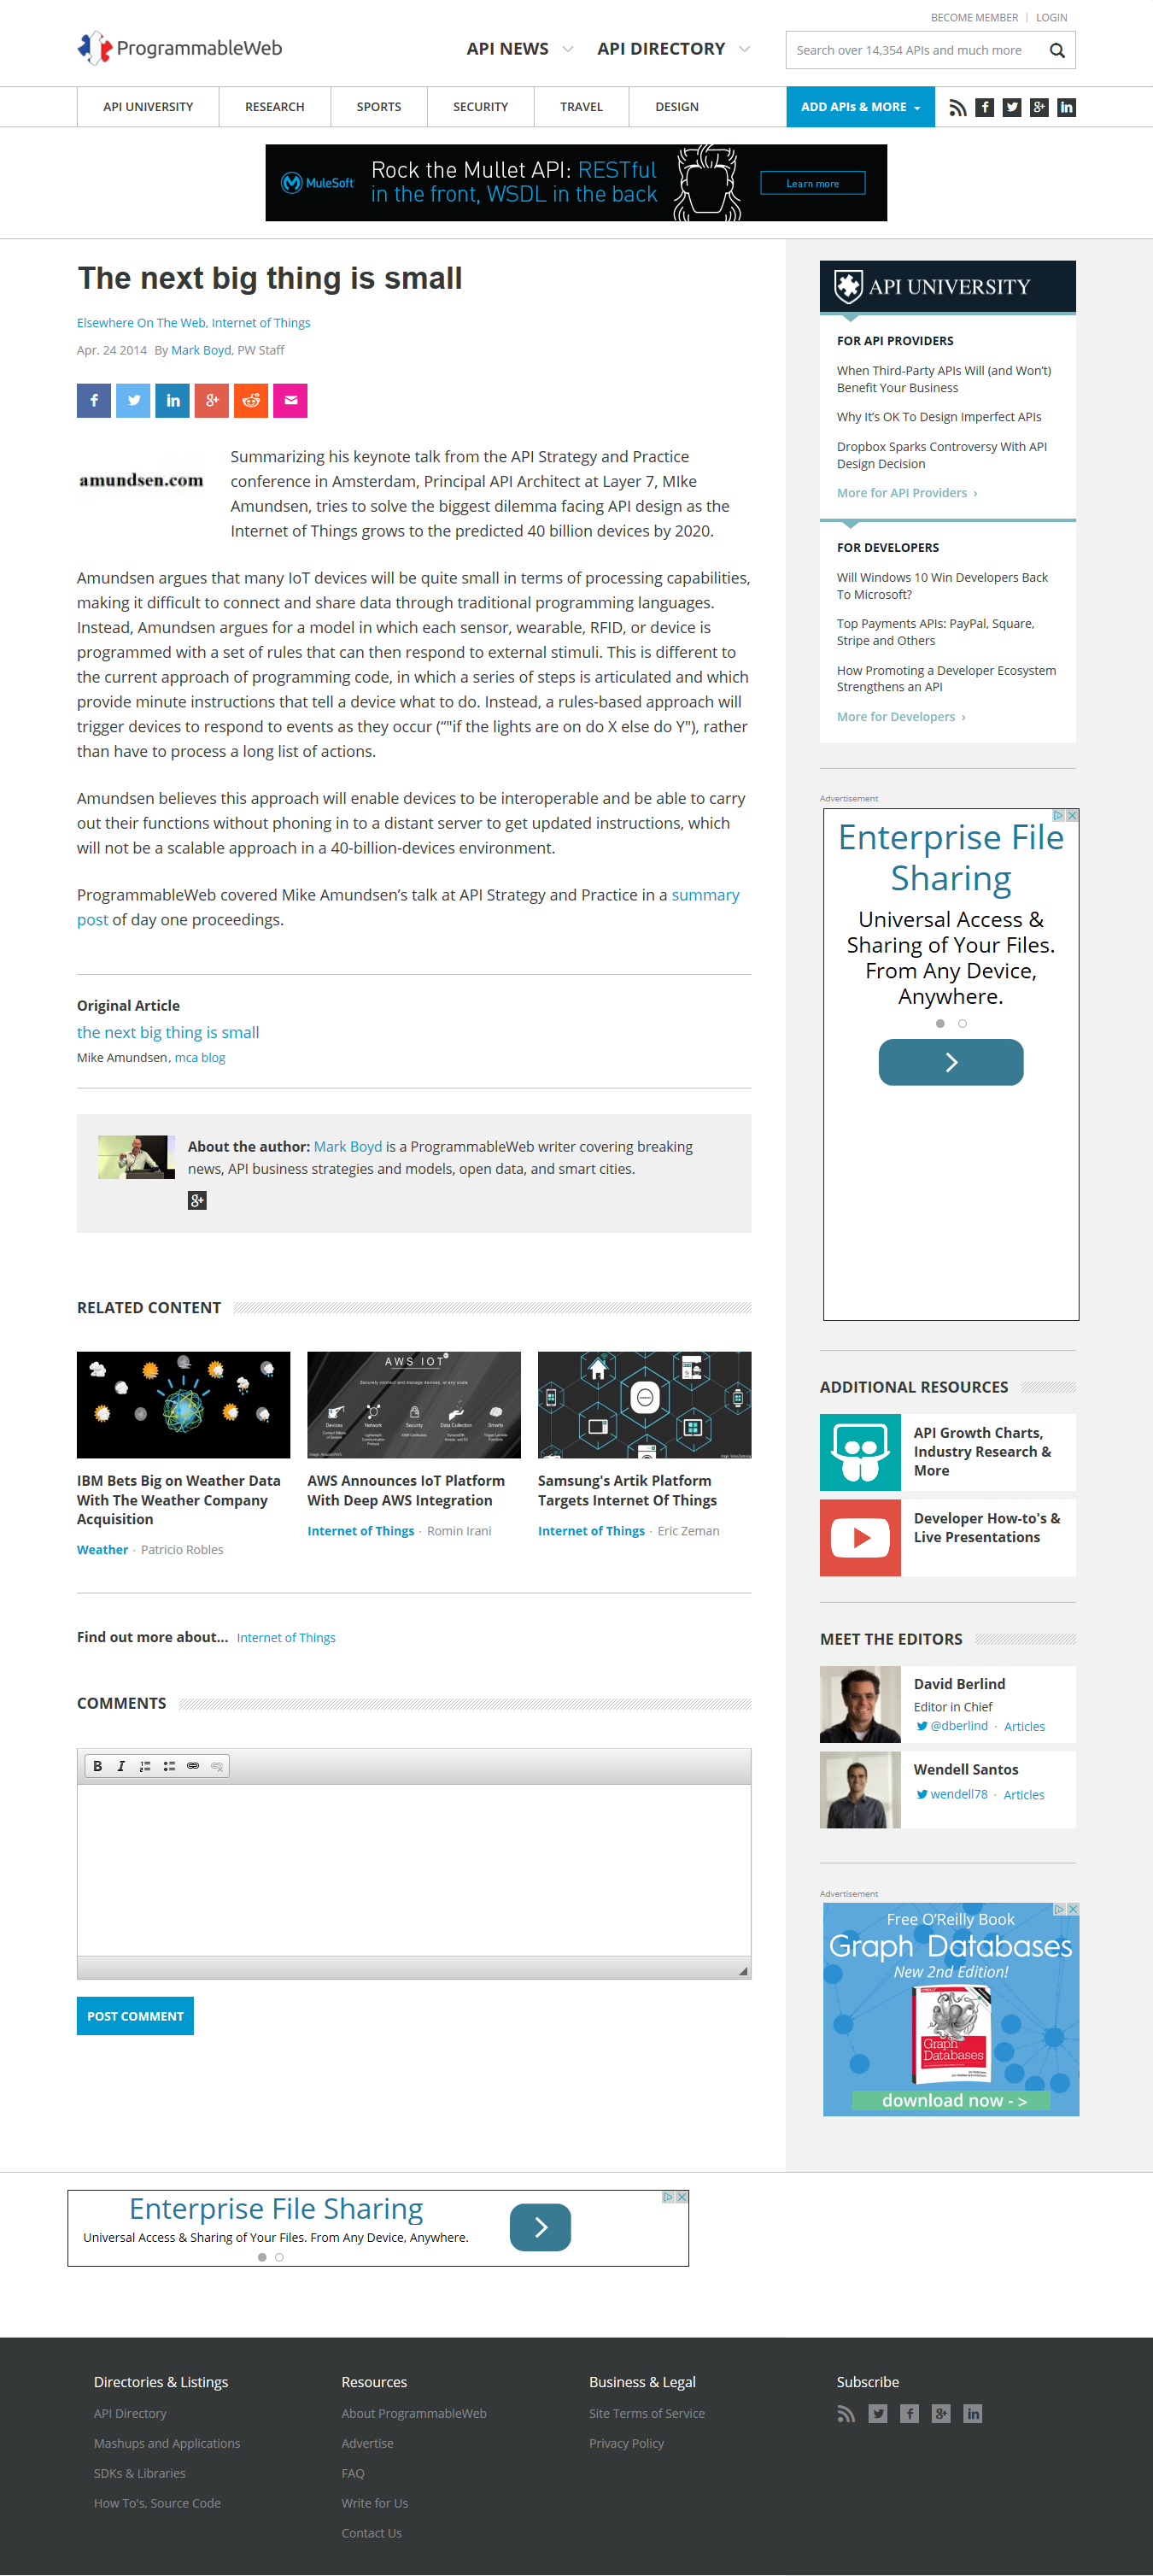 BECOME MEMBER | LOGIN
ProgrammableWeb
API NEWS
API DIRECTORY
Search over 14,354 APIs and much more
API UNIVERSITY
RESEARCH
SPORTS
SECURITY
TRAVEL
DESIGN
ADD APIs & MORE
MuleSoft
Rock the Mullet API: RESTful
in the front, WSDL in the back
Learn more
The next big thing is small
Elsewhere On The Web, Internet of Things
Apr. 24 2014 By Mark Boyd, PW Staff
amundsen.com
Summarizing his keynote talk from the API Strategy and Practice
conference in Amsterdam, Principal API Architect at Layer 7, MIke
Amundsen, tries to solve the biggest dilemma facing API design as the
Internet of Things grows to the predicted 40 billion devices by 2020.
Amundsen argues that many IoT devices will be quite small in terms of processing capabilities,
making it difficult to connect and share data through traditional programming languages.
Instead, Amundsen argues for a model in which each sensor, wearable, RFID, or device is
programmed with a set of rules that can then respond to external stimuli. This is different to
the current approach of programming code, in which a series of steps is articulated and which
provide minute instructions that tell a device what to do. Instead, a rules-based approach will
trigger devices to respond to events as they occur (“"if the lights are on do X else do Y"), rather
than have to process a long list of actions.
Amundsen believes this approach will enable devices to be interoperable and be able to carry
out their functions without phoning in to a distant server to get updated instructions, which
will not be a scalable approach in a 40-billion-devices environment.
ProgrammableWeb covered Mike Amundsen’s talk at API Strategy and Practice in a summary
post of day one proceedings.
Original Article
the next big thing is small
Mike Amundsen, mca blog
About the author: Mark Boyd is a ProgrammableWeb writer covering breaking
news, API business strategies and models, open data, and smart cities.
RELATED CONTENT
AWS IOT
Securely connect and manage devices, at any scale
Devices
Network
Security
Data Collection
Smarts
IBM Bets Big on Weather Data
With The Weather Company
Acquisition
Weather · Patricio Robles
AWS Announces IoT Platform
With Deep AWS Integration
Internet of Things · Romin Irani
Samsung's Artik Platform
Targets Internet Of Things
Internet of Things · Eric Zeman
Find out more about... Internet of Things
COMMENTS
B I
POST COMMENT
API UNIVERSITY
FOR API PROVIDERS
When Third-Party APIs Will (and Won’t)
Benefit Your Business
Why It’s OK To Design Imperfect APIs
Dropbox Sparks Controversy With API
Design Decision
More for API Providers ›
FOR DEVELOPERS
Will Windows 10 Win Developers Back
To Microsoft?
Top Payments APIs: PayPal, Square,
Stripe and Others
How Promoting a Developer Ecosystem
Strengthens an API
More for Developers ›
Advertisement
Enterprise File
Sharing
Universal Access &
Sharing of Your Files.
From Any Device,
Anywhere.
ADDITIONAL RESOURCES
API Growth Charts,
Industry Research &
More
Developer How-to's &
Live Presentations
MEET THE EDITORS
David Berlind
Editor in Chief
@dberlind · Articles
Wendell Santos
wendell78 · Articles
Advertisement
Free O’Reilly Book
Graph Databases
New 2nd Edition!
Graph
Databases
download now - >
Enterprise File Sharing
Universal Access & Sharing of Your Files. From Any Device, Anywhere.
Directories & Listings
API Directory
Mashups and Applications
SDKs & Libraries
How To's, Source Code
Resources
About ProgrammableWeb
Advertise
FAQ
Write for Us
Contact Us
Business & Legal
Site Terms of Service
Privacy Policy
Subscribe